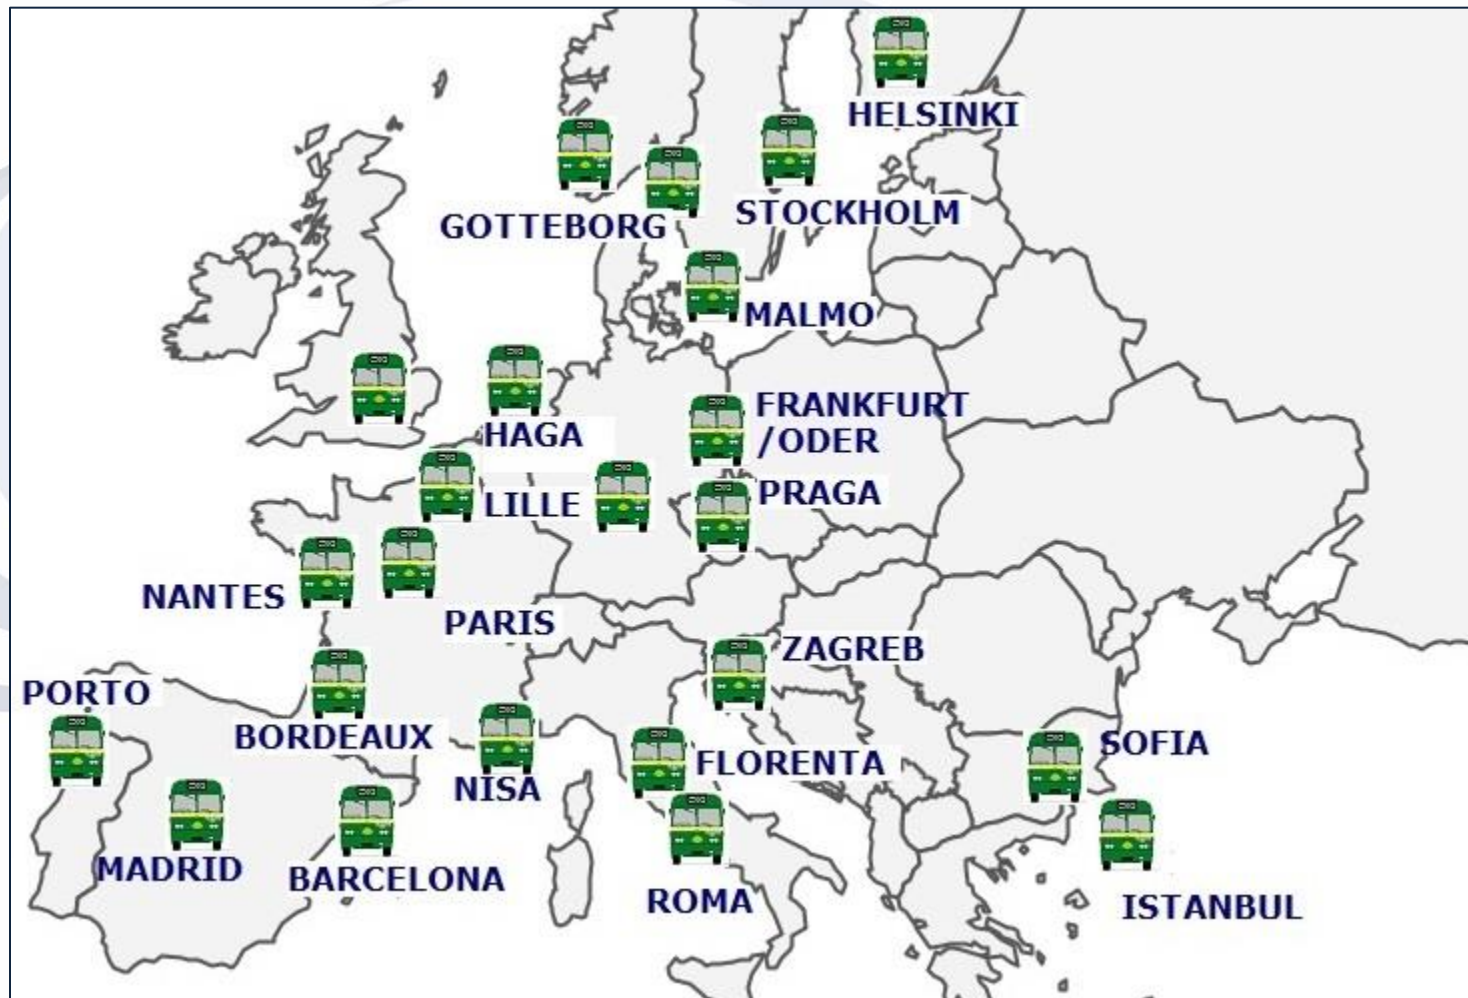 HELSINKI
STOCKHOLM
GOTTEBORG
MALMO
FRANKFURT
/ODER
HAGA
PRAGA
LILLE
NANTES
PARIS
ZAGREB
PORTO
BORDEAUX
SOFIA
FLORENTA
NISA
MADRID
BARCELONA
ROMA
ISTANBUL